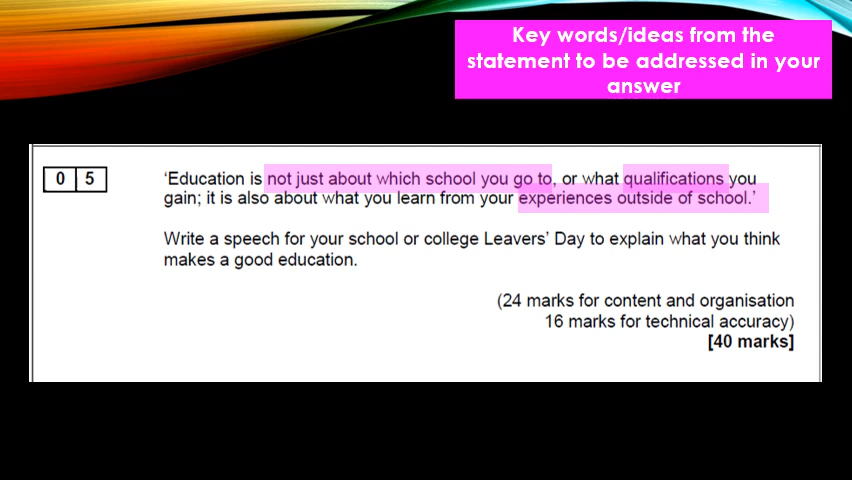 Key words/ideas from the
statement to be addressed in your
answer
0 5
‘Education is not just about which school you go to, or what qualifications you
gain; it is also about what you learn from your experiences outside of school.’
Write a speech for your school or college Leavers’ Day to explain what you think
makes a good education.
(24 marks for content and organisation
16 marks for technical accuracy)
[40 marks]